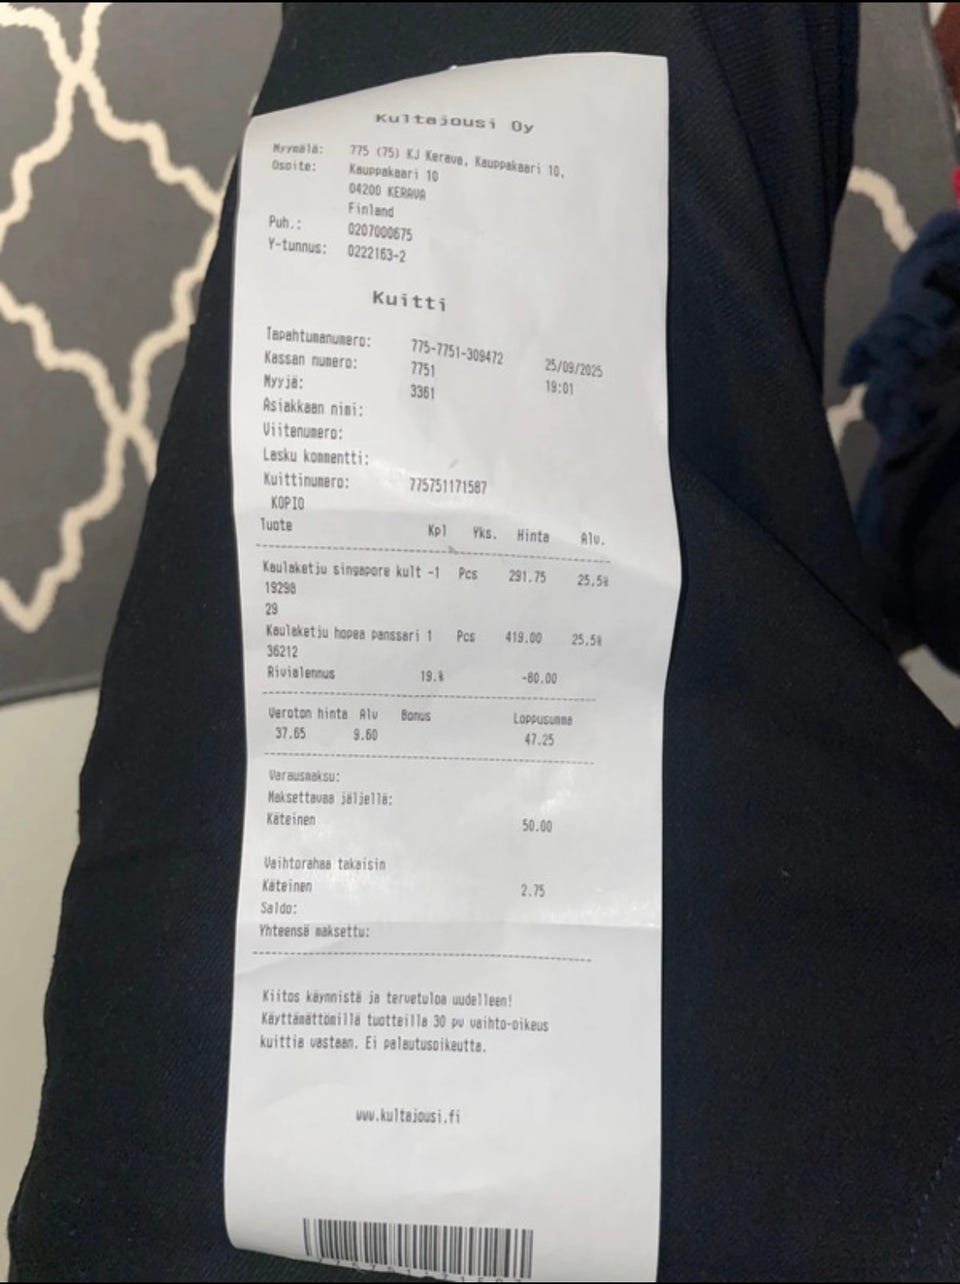 Kultajousi Oy
Myymälä: 775 (75) KJ Kerava, Kauppakaari 10,
Osoite: Kauppakaari 10
04200 KERAVA
Finland
Puh.: 0207000675
Y-tunnus: 0222163-2
Kuitti
Tapahtumanumero: 775-7751-309472 25/09/2025
Kassan numero: 7751 19:01
Myyjä: 3361
Asiakkaan nimi:
Viitenumero:
Lasku kommentti:
Kuittinumero: 775751171587
KOPIO
Tuote Kpl Yks. Hinta Alv.
Kaulaketju singapore kult -1 Pcs 291.75 25.5%
19298
29
Kaulaketju hopea panssari 1 Pcs 419.00 25.5%
36212
Rivialennus 19.% -80.00
Veroton hinta Alv Bonus Loppusumma
37.65 9.60 47.25
Varausmaksu:
Maksettavaa jäljellä:
Käteinen 50.00
Vaihtorahaa takaisin
Käteinen 2.75
Saldo:
Yhteensä maksettu:
Kiitos käynnistä ja tervetuloa uudelleen!
Käyttämättömillä tuotteilla 30 pv vaihto-oikeus
kuittia vastaan. Ei palautusoikeutta.
www.kultajousi.fi